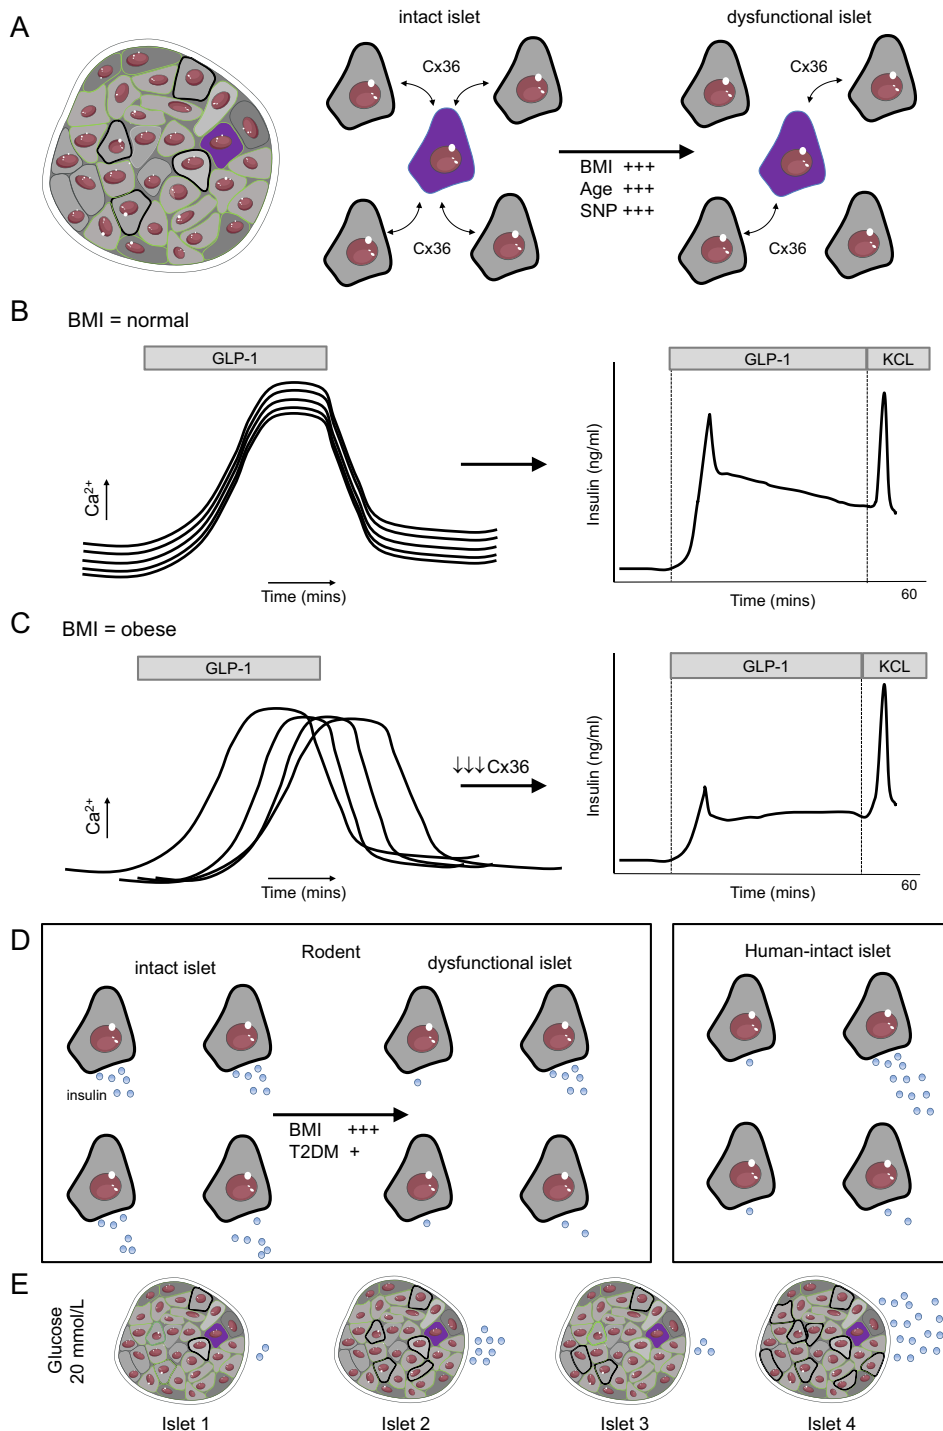 A
intact islet
dysfunctional islet
Cx36
Cx36
BMI +++
Age +++
SNP +++
Cx36
Cx36
B
BMI = normal
GLP-1
GLP-1
KCL
Ca2+
Insulin (ng/ml)
Time (mins)
Time (mins)
60
C
BMI = obese
GLP-1
GLP-1
KCL
↓↓↓Cx36
Ca2+
Insulin (ng/ml)
Time (mins)
Time (mins)
60
D
Rodent
intact islet
dysfunctional islet
Human-intact islet
insulin
BMI +++
T2DM +
E
Glucose
20 mmol/L
Islet 1
Islet 2
Islet 3
Islet 4